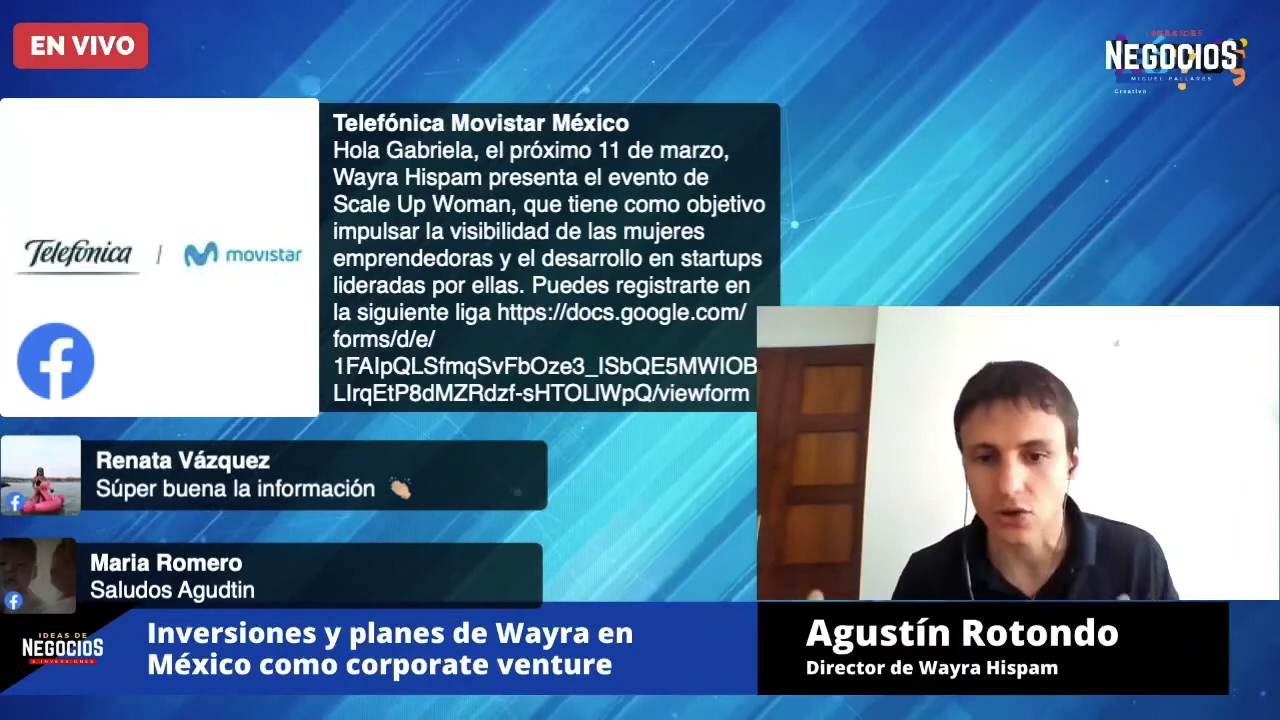 EN VIVO
NEGOCIOS
MIGUEL PALLARES
Creativo
Telefónica Movistar México
Hola Gabriela, el próximo 11 de marzo,
Wayra Hispam presenta el evento de
Scale Up Woman, que tiene como objetivo
impulsar la visibilidad de las mujeres
emprendedoras y el desarrollo en startups
lideradas por ellas. Puedes registrarte en
la siguiente liga https://docs.google.com/
forms/d/e/
1FAIpQLSfmqSvFbOze3_ISbQE5MWIOB
LIrqEtP8dMZRdzf-sHTOLlWpQ/viewform
Telefónica | movistar
Renata Vázquez
Súper buena la información
Maria Romero
Saludos Agudtin
IDEAS DE
NEGOCIOS
E INVERSIONES
Inversiones y planes de Wayra en
México como corporate venture
Agustín Rotondo
Director de Wayra Hispam